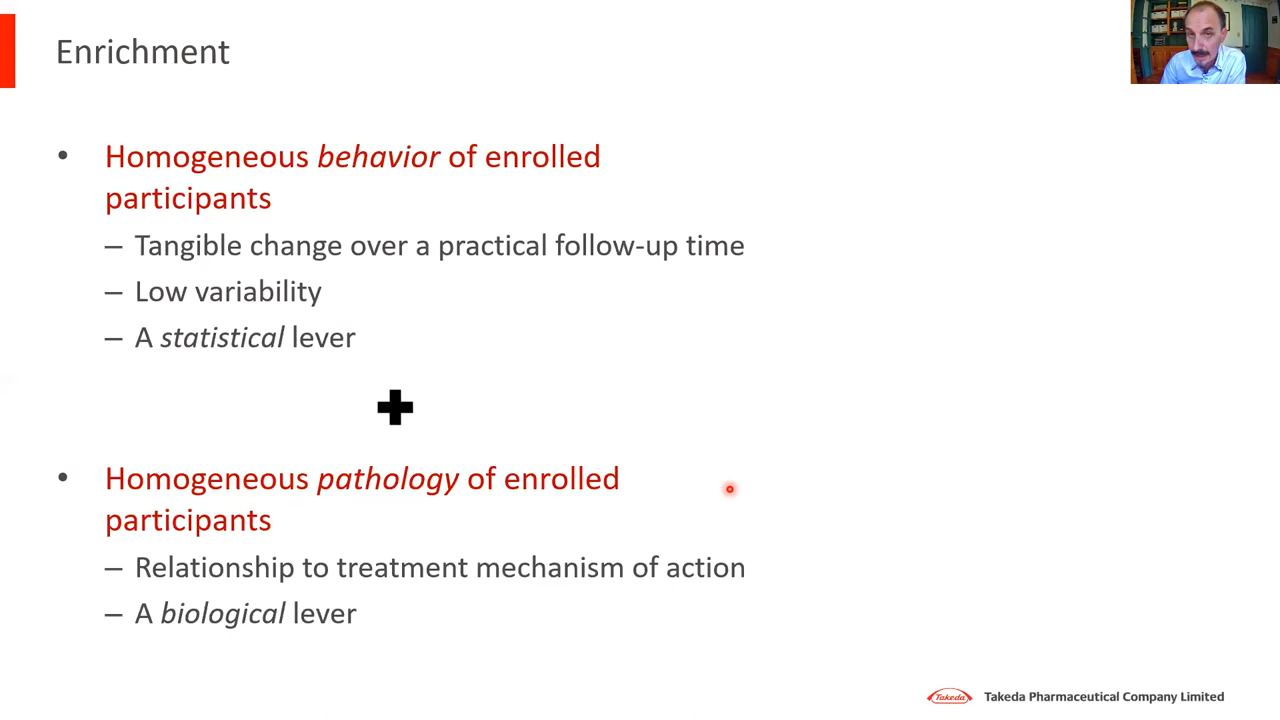 Enrichment
• Homogeneous behavior of enrolled
participants
– Tangible change over a practical follow-up time
– Low variability
– A statistical lever
• Homogeneous pathology of enrolled
participants
– Relationship to treatment mechanism of action
– A biological lever
Takeda Takeda Pharmaceutical Company Limited